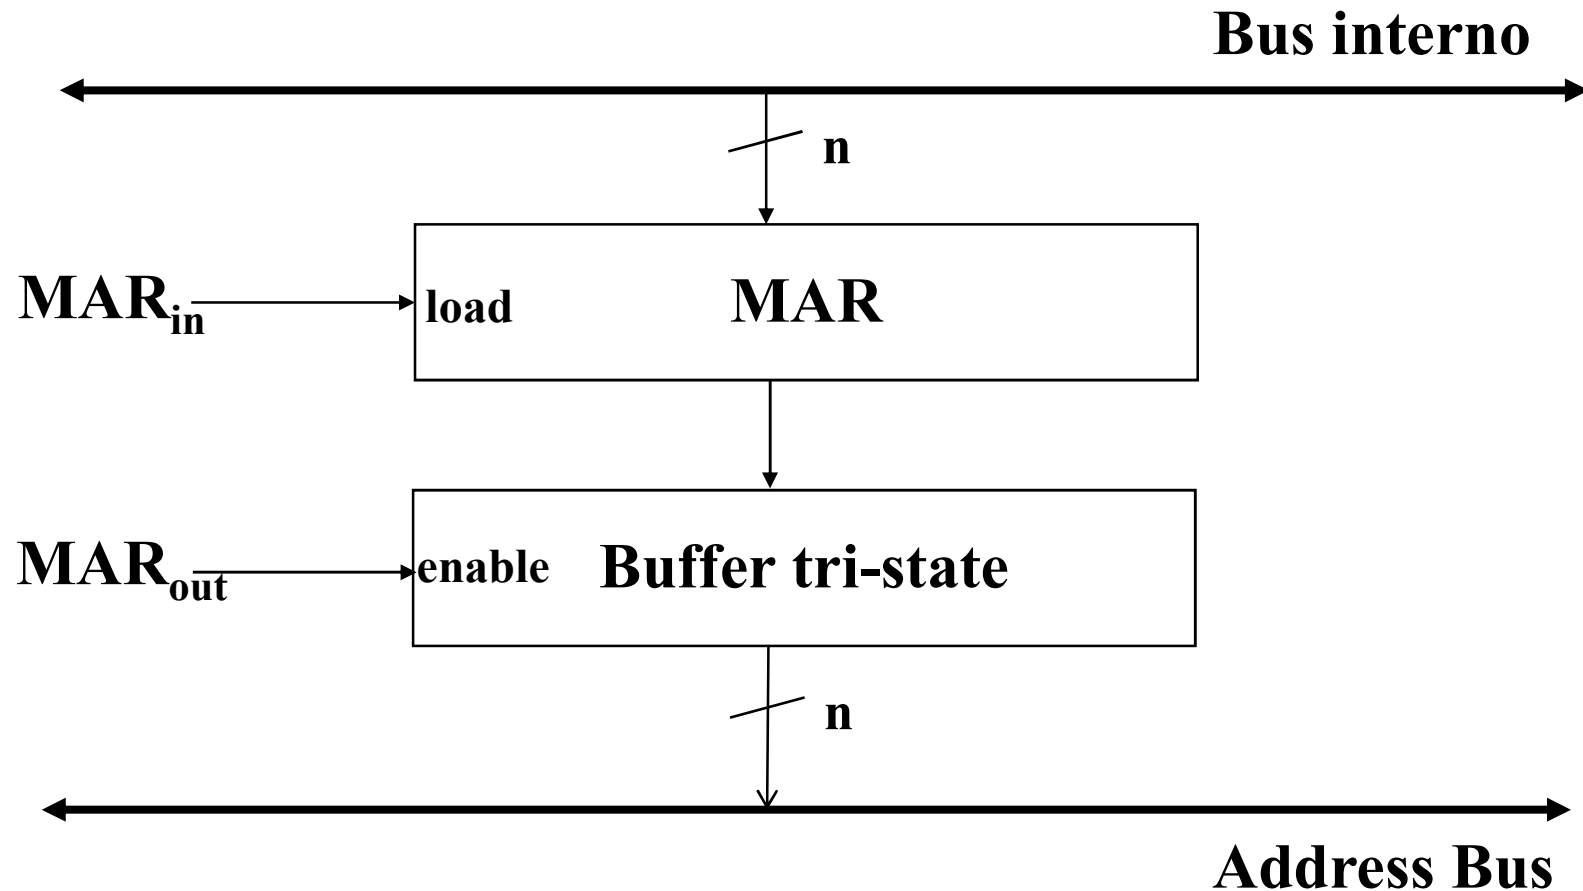 Bus interno
n
MARin
load
MAR
MARout
enable
Buffer tri-state
n
Address Bus